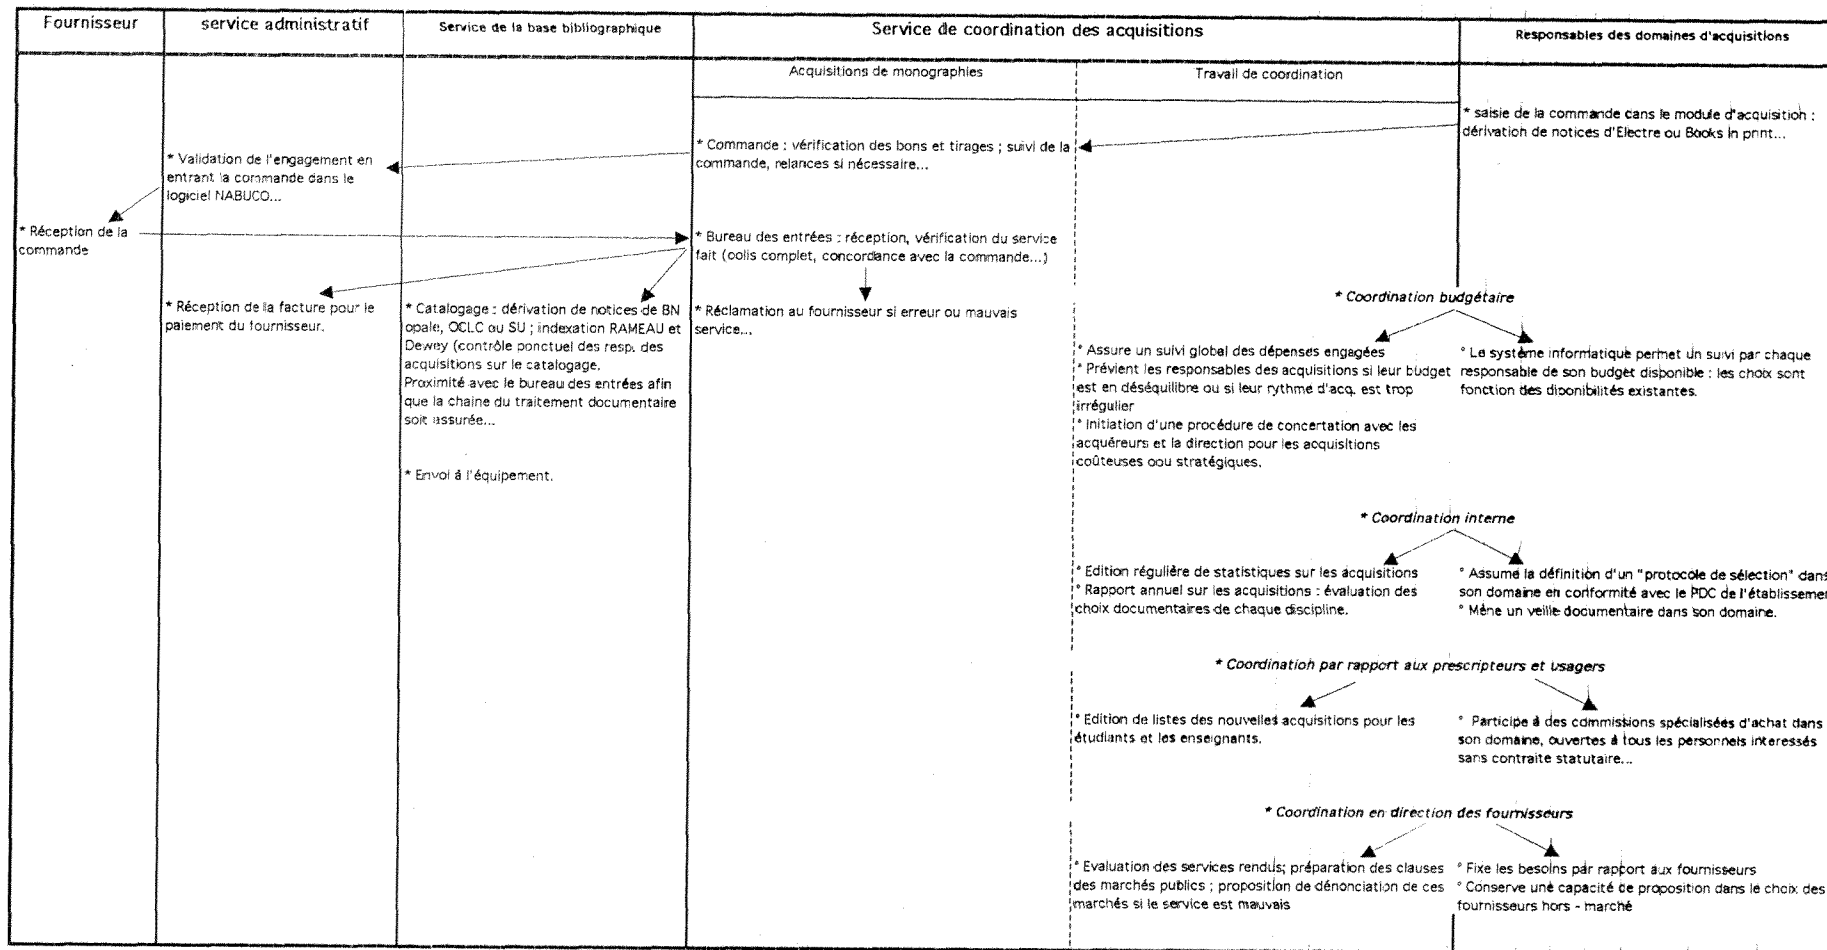 Fournisseur
service administratif
Service de la base bibliographique
Service de coordination des acquisitions
Responsables des domaines d'acquisitions
Acquisitions de monographies
Travail de coordination
* saisie de la commande dans le module d'acquisition :
dérivation de notices d'Electre ou Books in print...
* Commande : vérification des bons et tirages ; suivi de la
commande, relances si nécessaire...
* Validation de l'engagement en
entrant la commande dans le
logiciel NABUCO...
* Réception de la
commande
* Bureau des entrées : réception, vérification du service
fait (colis complet, concordance avec la commande...)
* Réception de la facture pour le
paiement du fournisseur.
* Catalogage : dérivation de notices de BN
opale, OCLC ou SU ; indexation RAMEAU et
Dewey (contrôle ponctuel des resp. des
acquisitions sur le catalogage.
Proximité avec le bureau des entrées afin
que la chaine du traitement documentaire
soit assurée...
* Envoi à l'équipement.
* Réclamation au fournisseur si erreur ou mauvais
service...
* Coordination budgétaire
° Assure un suivi global des dépenses engagées
° Prévient les responsables des acquisitions si leur budget
est en déséquilibre ou si leur rythme d'acq. est trop
irrégulier
° Initiation d'une procédure de concertation avec les
acquéreurs et la direction pour les acquisitions
coûteuses oou stratégiques.
° Le système informatique permet un suivi par chaque
responsable de son budget disponible : les choix sont
fonction des diponibilités existantes.
* Coordination interne
° Edition régulière de statistiques sur les acquisitions
° Rapport annuel sur les acquisitions : évaluation des
choix documentaires de chaque discipline.
° Assume la définition d'un "protocole de sélection" dans
son domaine en conformité avec le PDC de l'établissemen
° Mène un veille documentaire dans son domaine.
* Coordination par rapport aux prescripteurs et usagers
° Edition de listes des nouvelles acquisitions pour les
étudiants et les enseignants.
° Participe à des commissions spécialisées d'achat dans
son domaine, ouvertes à tous les personnels interessés
sans contraite statutaire...
* Coordination en direction des fournisseurs
° Evaluation des services rendus; préparation des clauses
des marchés publics ; proposition de dénonciation de ces
marchés si le service est mauvais
° Fixe les besoins par rapport aux fournisseurs
° Conserve une capacité de proposition dans le choix des
fournisseurs hors - marché